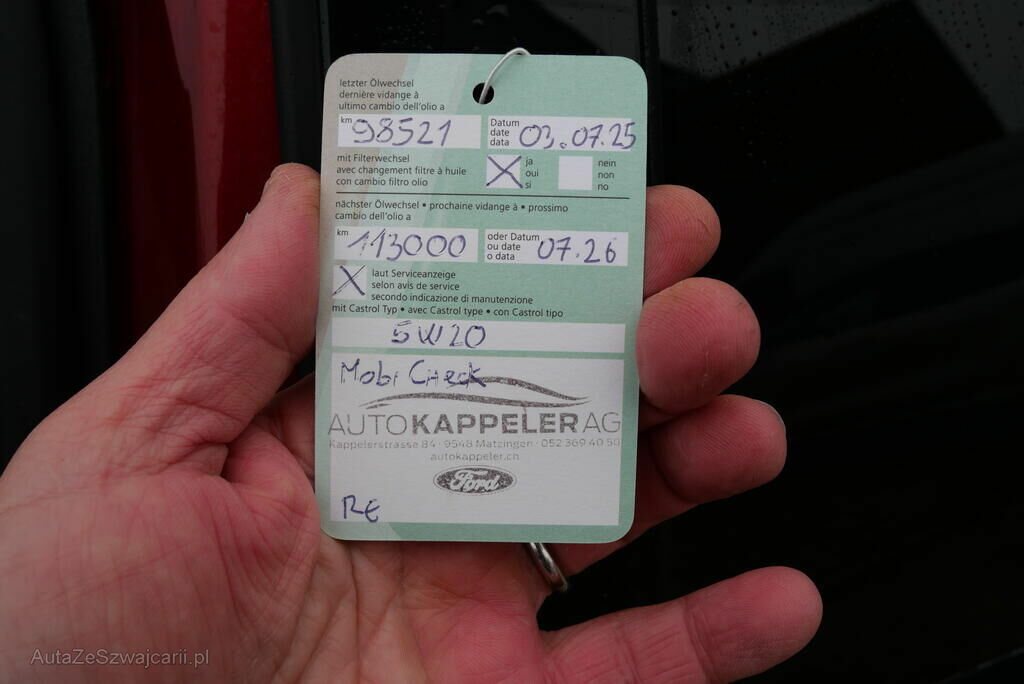 letzter Ölwechsel
dernière vidange à
ultimo cambio dell'olio a
km 98521
Datum
date
data
03.07.25
mit Filterwechsel
avec changement filtre à huile
con cambio filtro olio
X
ja
oui
si
nein
non
no
nächster Ölwechsel • prochaine vidange à • prossimo
cambio dell'olio a
km 113000
oder Datum
ou date
o data
07.26
X
laut Serviceanzeige
selon avis de service
secondo indicazione di manutenzione
mit Castrol Typ • avec Castrol type • con Castrol tipo
5W20
Mobi Check
AUTOKAPPELER AG
Kappelerstrasse 84 · 9548 Matzingen · 052 369 40 50
autokappeler.ch
Ford
RE
AutaZeSzwajcarii.pl